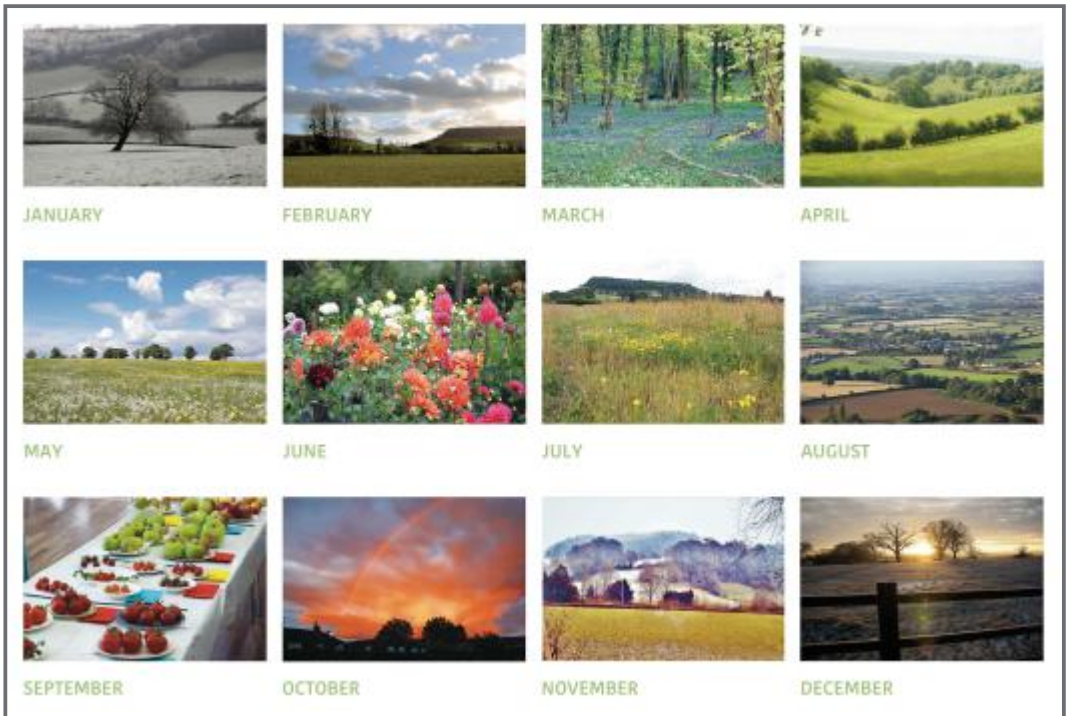 JANUARY
FEBRUARY
MARCH
APRIL
MAY
JUNE
JULY
AUGUST
SEPTEMBER
OCTOBER
NOVEMBER
DECEMBER